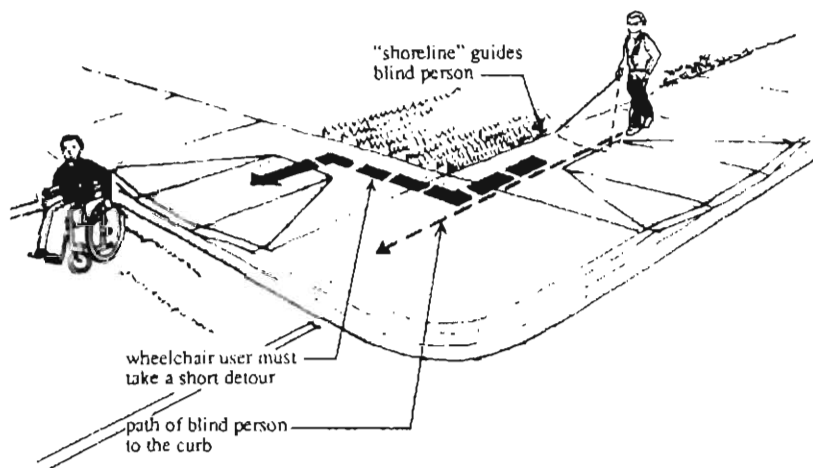 "shoreline" guides
blind person
wheelchair user must
take a short detour
path of blind person
to the curb